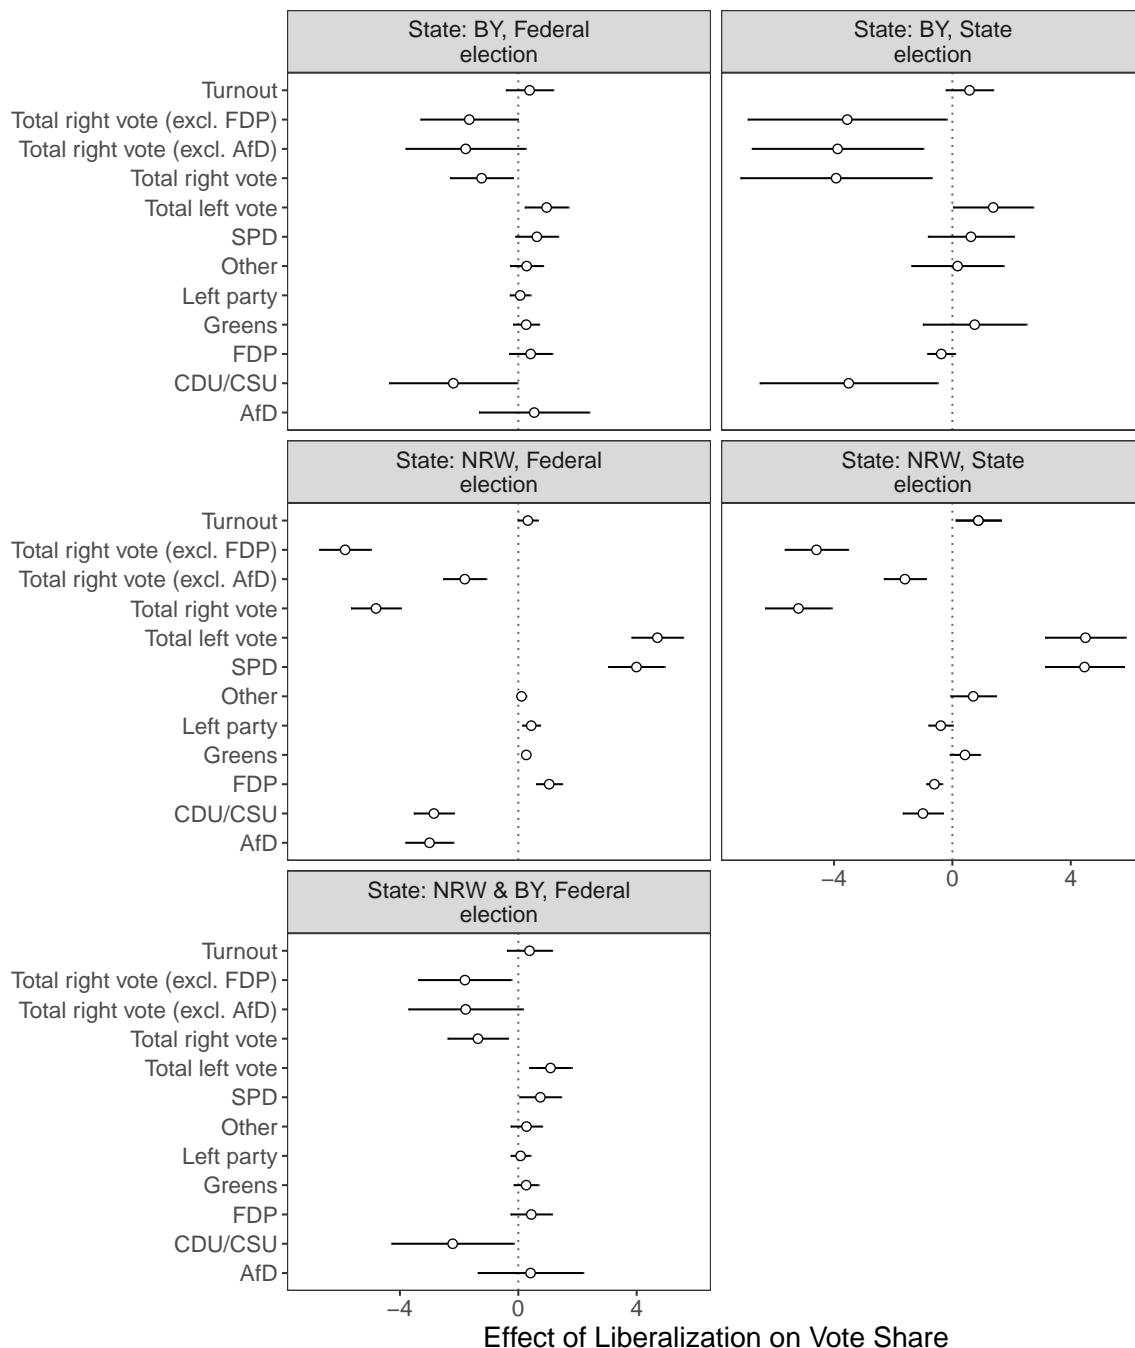 State: BY, Federal
election
State: BY, State
election
Turnout
Total right vote (excl. FDP)
Total right vote (excl. AfD)
Total right vote
Total left vote
SPD
Other
Left party
Greens
FDP
CDU/CSU
AfD
State: NRW, Federal
election
State: NRW, State
election
Turnout
Total right vote (excl. FDP)
Total right vote (excl. AfD)
Total right vote
Total left vote
SPD
Other
Left party
Greens
FDP
CDU/CSU
AfD
−4 0 4
State: NRW & BY, Federal
election
Turnout
Total right vote (excl. FDP)
Total right vote (excl. AfD)
Total right vote
Total left vote
SPD
Other
Left party
Greens
FDP
CDU/CSU
AfD
−4 0 4
Effect of Liberalization on Vote Share